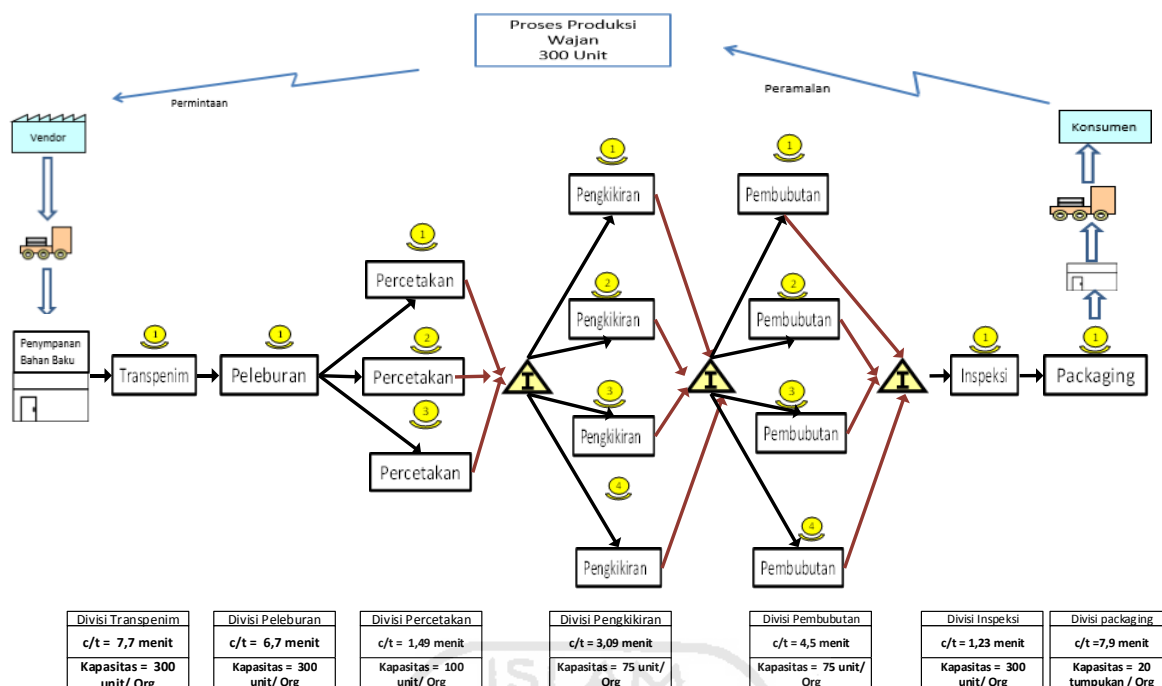 Proses Produksi
Wajan
300 Unit
Permintaan
Peramalan
Vendor
Konsumen
1
Pengkikiran
1
Pembubutan
1
Percetakan
2
Pengkikiran
2
Pembubutan
Penympanan
Bahan Baku
1
Transpenim
1
Peleburan
2
Percetakan
I
I
I
1
Inspeksi
1
Packaging
3
Percetakan
3
Pengkikiran
3
Pembubutan
4
Pengkikiran
4
Pembubutan
Divisi Transpenim
c/t = 7,7 menit
Kapasitas = 300
unit/ Org
Divisi Peleburan
c/t = 6,7 menit
Kapasitas = 300
unit/ Org
Divisi Percetakan
c/t = 1,49 menit
Kapasitas = 100
unit/ Org
Divisi Pengkikiran
c/t = 3,09 menit
Kapasitas = 75 unit/
Org
Divisi Pembubutan
c/t = 4,5 menit
Kapasitas = 75 unit/
Org
Divisi Inspeksi
c/t = 1,23 menit
Kapasitas = 300
unit/ Org
Divisi packaging
c/t =7,9 menit
Kapasitas = 20
tumpukan / Org
ISLAM